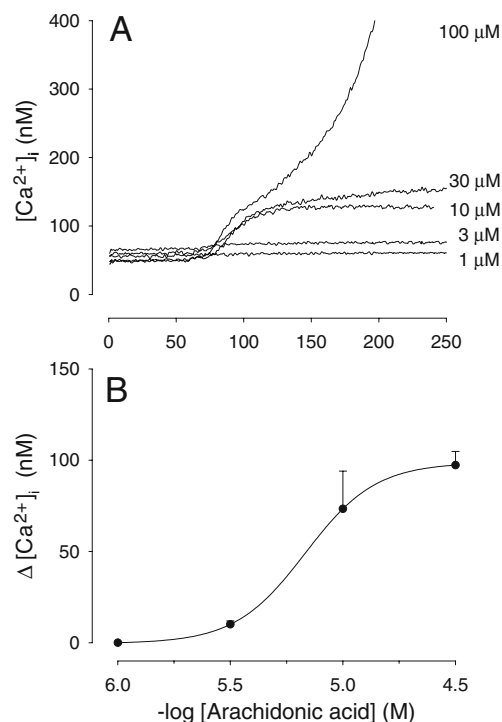 A
400
300
200
100
0
[Ca²⁺]ᵢ (nM)
100 μM
30 μM
10 μM
3 μM
1 μM
0 50 100 150 200 250
B
150
100
50
0
Δ [Ca²⁺]ᵢ (nM)
6.0 5.5 5.0 4.5
-log [Arachidonic acid] (M)